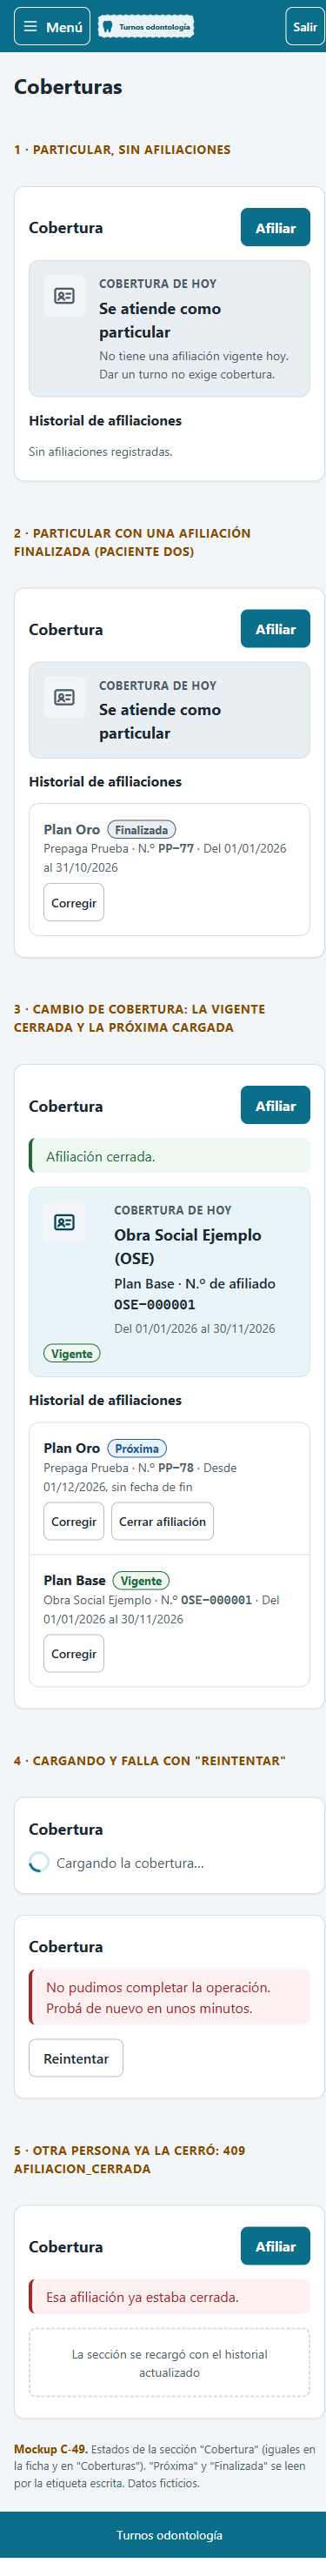 Menú
Turnos odontología
Salir
Coberturas
1 · PARTICULAR, SIN AFILIACIONES
Cobertura
Afiliar
COBERTURA DE HOY
Se atiende como
particular
No tiene una afiliación vigente hoy.
Dar un turno no exige cobertura.
Historial de afiliaciones
Sin afiliaciones registradas.
2 · PARTICULAR CON UNA AFILIACIÓN
FINALIZADA (PACIENTE DOS)
Cobertura
Afiliar
COBERTURA DE HOY
Se atiende como
particular
Historial de afiliaciones
Plan Oro Finalizada
Prepaga Prueba · N.º PP-77 · Del 01/01/2026
al 31/10/2026
Corregir
3 · CAMBIO DE COBERTURA: LA VIGENTE
CERRADA Y LA PRÓXIMA CARGADA
Cobertura
Afiliar
Afiliación cerrada.
COBERTURA DE HOY
Obra Social Ejemplo
(OSE)
Plan Base · N.º de afiliado
OSE-000001
Del 01/01/2026 al 30/11/2026
Vigente
Historial de afiliaciones
Plan Oro Próxima
Prepaga Prueba · N.º PP-78 · Desde
01/12/2026, sin fecha de fin
Corregir Cerrar afiliación
Plan Base Vigente
Obra Social Ejemplo · N.º OSE-000001 · Del
01/01/2026 al 30/11/2026
Corregir
4 · CARGANDO Y FALLA CON "REINTENTAR"
Cobertura
Cargando la cobertura...
Cobertura
No pudimos completar la operación.
Probá de nuevo en unos minutos.
Reintentar
5 · OTRA PERSONA YA LA CERRÓ: 409
AFILIACION_CERRADA
Cobertura
Afiliar
Esa afiliación ya estaba cerrada.
La sección se recargó con el historial
actualizado
Mockup C-49. Estados de la sección "Cobertura" (iguales en
la ficha y en "Coberturas"). "Próxima" y "Finalizada" se leen
por la etiqueta escrita. Datos ficticios.
Turnos odontología